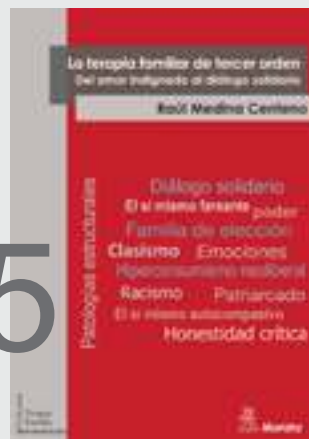 La terapia familiar de tercer orden
Del amor indignado al diálogo solidario
Raúl Medina Centeno
Diálogo solidario
El sí mismo farsante poder
Familia de elección
Clasismo Emociones
Hiperconsumismo neoliberal
Racismo Patriarcado
El sí mismo autocompasivo
Honestidad crítica
Patologías estructurales
5
Morata